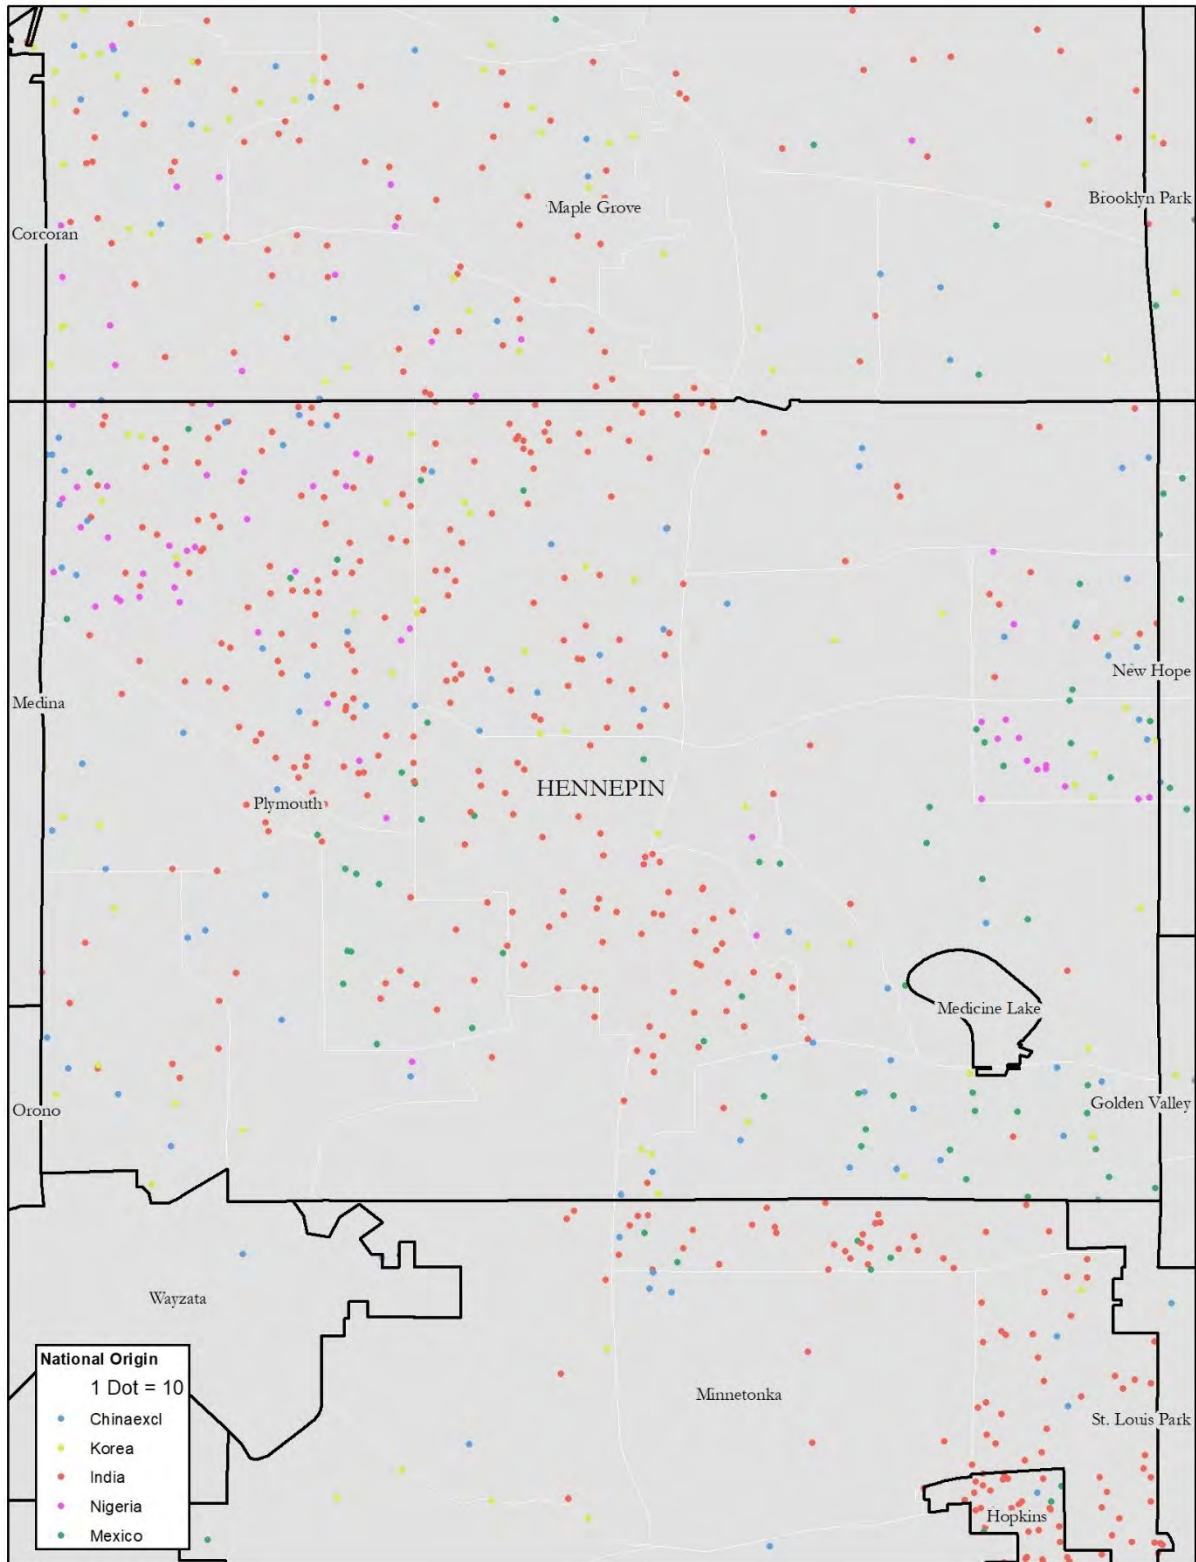 Maple Grove
Brooklyn Park
Corcoran
New Hope
Medina
HENNEPIN
Plymouth
Medicine Lake
Orono
Golden Valley
Wayzata
Minnetonka
St. Louis Park
Hopkins
National Origin
1 Dot = 10
Chinaexcl
Korea
India
Nigeria
Mexico